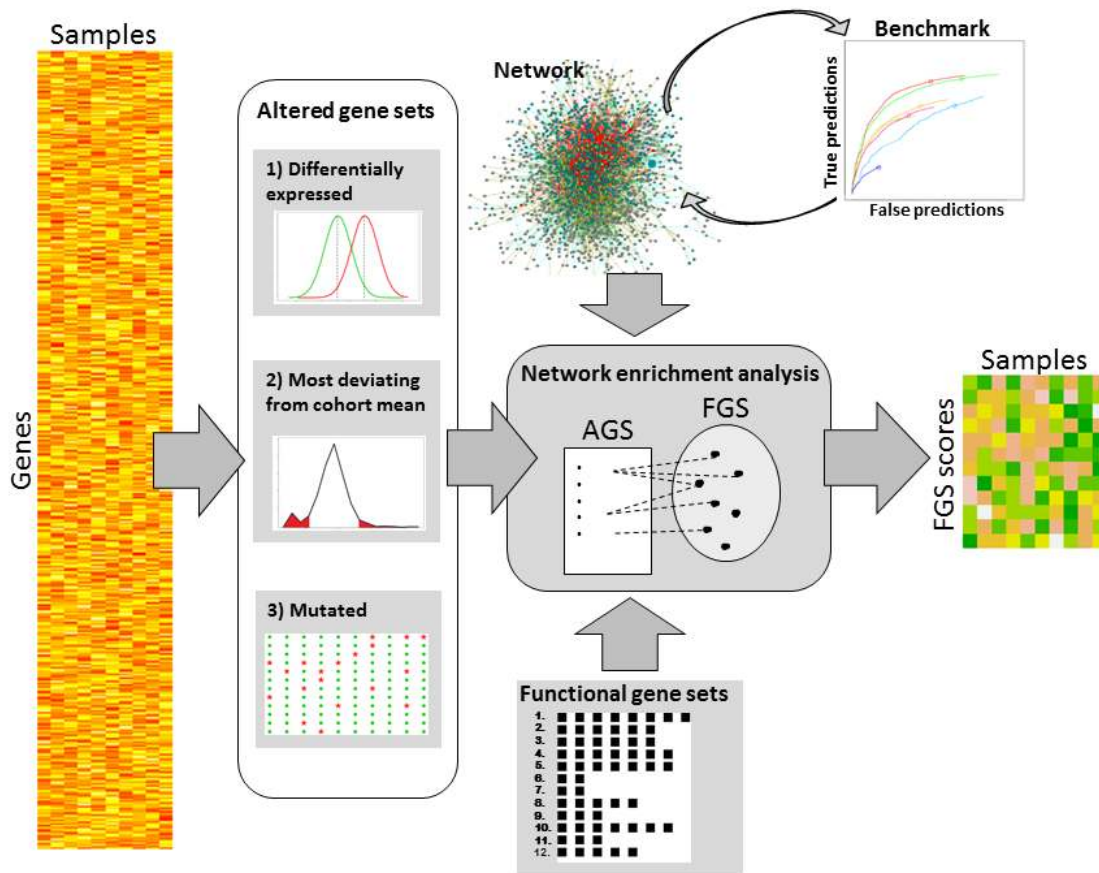 Samples
Genes
Altered gene sets
1) Differentially
expressed
2) Most deviating
from cohort mean
3) Mutated
Network
Benchmark
True predictions
False predictions
Network enrichment analysis
AGS
FGS
Functional gene sets
1.
2.
3.
4.
5.
6.
7.
8.
9.
10.
11.
12.
Samples
FGS scores